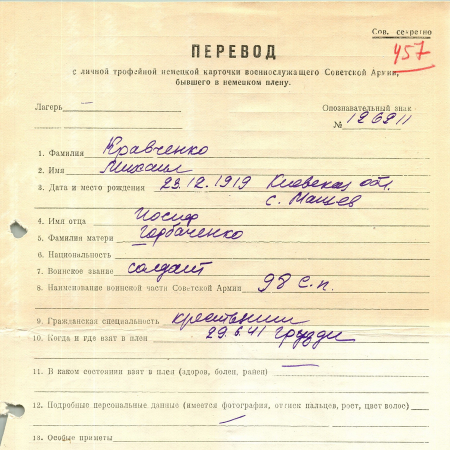 Сов. секретно
457
ПЕРЕВОД
с личной трофейной немецкой карточки военнослужащего Советской Армии,
бывшего в немецком плену.
Лагерь — Опознавательный знак
№ 126911
1. Фамилия Кравченко
2. Имя Михаил
3. Дата и место рождения 23.12.1919 Киевская обл.
с.
4. Имя отца Иосиф
5. Фамилия матери Горбаченко
6. Национальность
7. Воинское звание солдат
8. Наименование воинской части Советской Армии 98 с.п.
9. Гражданская специальность крестьянин
10. Когда и где взят в плен 29.6.41 Грузди
11. В каком состоянии взят в плен (здоров, болен, ранен) —
12. Подробные персональные данные (имеется фотография, оттиск пальцев, рост, цвет волос)
—
13. Особые приметы